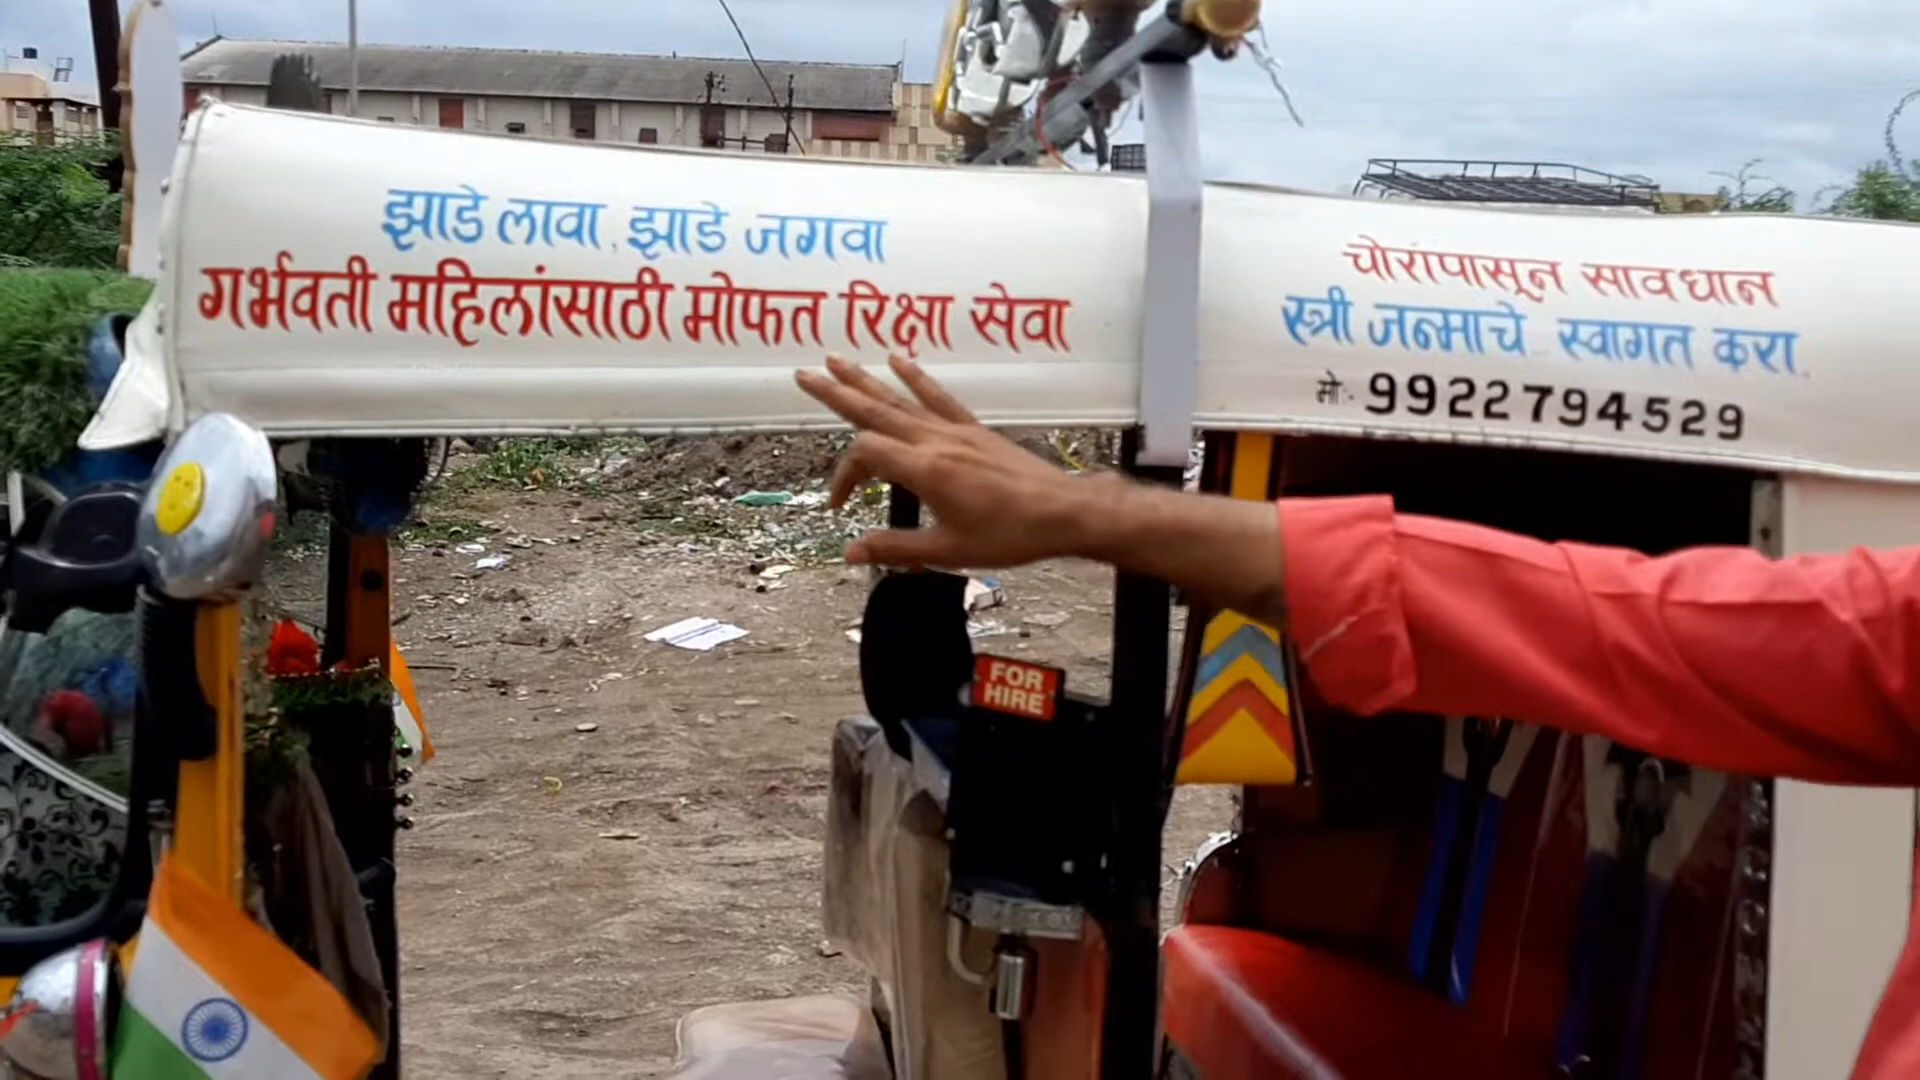 झाडे लावा, झाडे जगवा
गर्भवती महिलांसाठी मोफत रिक्षा सेवा
चोरांपासून सावधान
स्त्री जन्माचे स्वागत करा.
मो:- 9922794529
FOR
HIRE